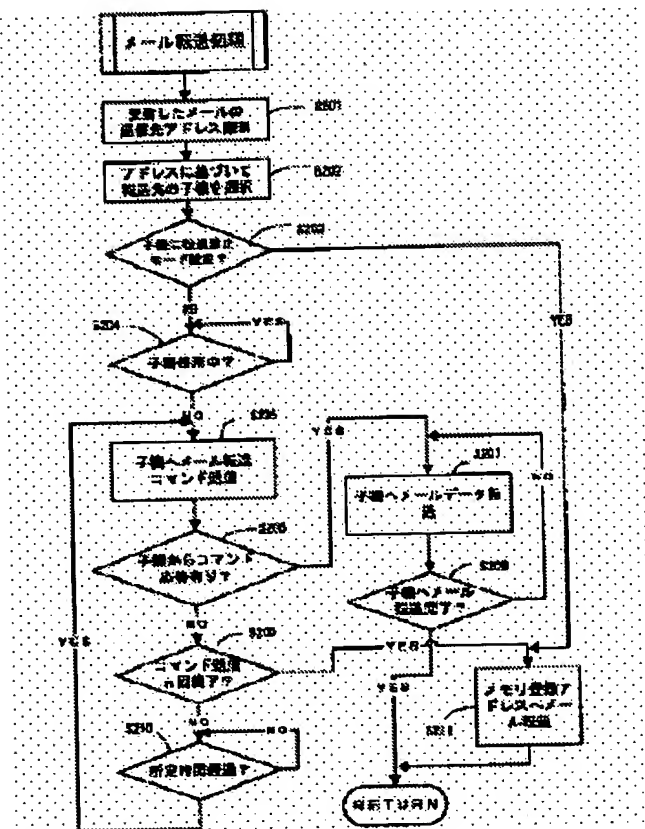 メール転送処理
受信したメールの
送信先アドレス識別
アドレスに基づいて
転送先の子機を選択
S202
S203
YES
NO
S204
YES
子機使用中?
NO
子機へメール転送
コマンド送信
YES
子機からコマンド
応答有り?
NO
子機へメールデータ転
送
NO
子機へメール
転送完了?
YES
コマンド送信
n回終了?
YES
NO
S210
NO
所定時間経過?
YES
メモリ登録ア
ドレスへメー
ル転送
S211
YES
RETURN